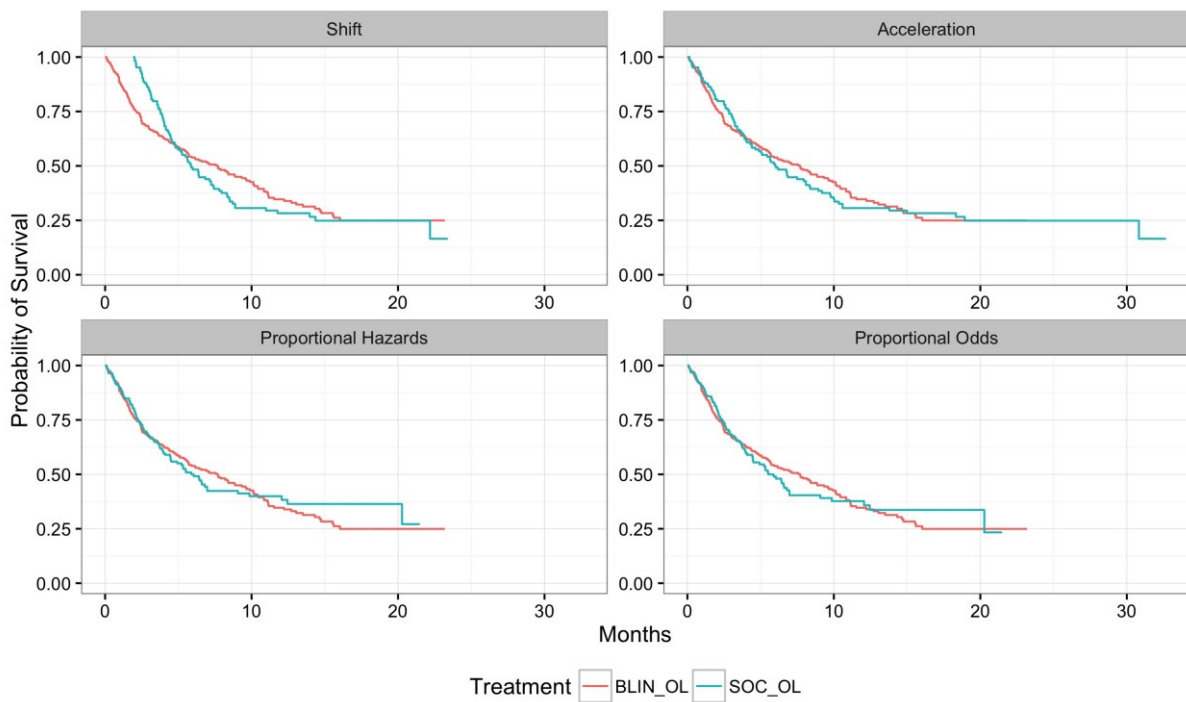 Shift
Acceleration
1.00
0.75
0.50
0.25
0.00
1.00
0.75
0.50
0.25
0.00
0 10 20 30
0 10 20 30
Proportional Hazards
Proportional Odds
1.00
0.75
0.50
0.25
0.00
1.00
0.75
0.50
0.25
0.00
0 10 20 30
0 10 20 30
Probability of Survival
Months
Treatment BLIN_OL SOC_OL